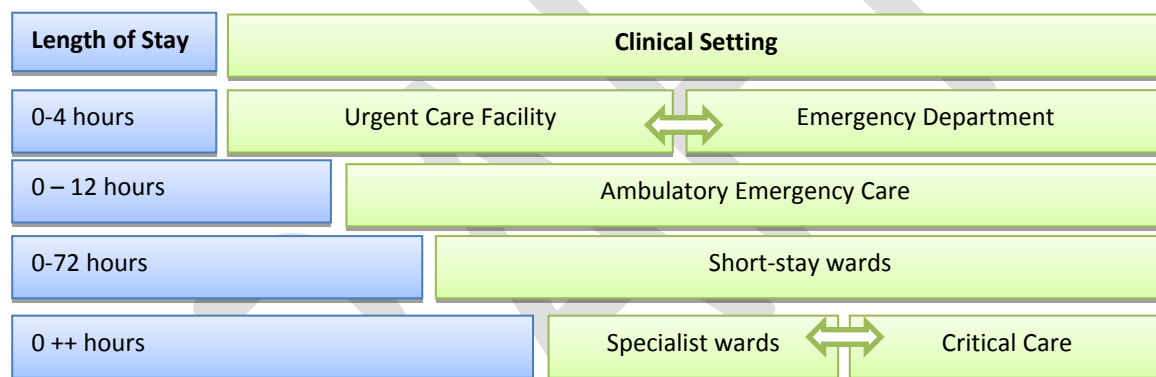 Length of Stay Clinical Setting
0-4 hours Urgent Care Facility Emergency Department
0 – 12 hours Ambulatory Emergency Care
0-72 hours Short-stay wards
0 ++ hours Specialist wards Critical Care